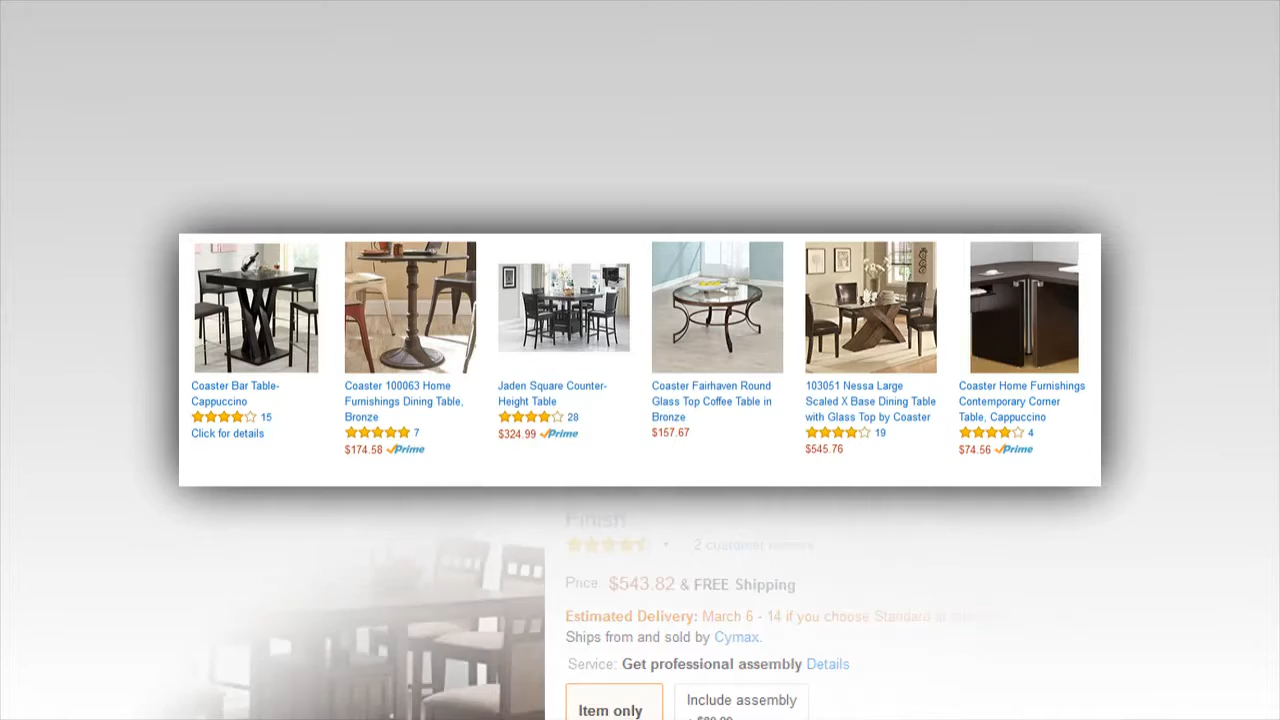 Coaster Bar Table-
Cappuccino
15
Click for details
Coaster 100063 Home
Furnishings Dining Table,
Bronze
7
$174.58 Prime
Jaden Square Counter-
Height Table
28
$324.99 Prime
Coaster Fairhaven Round
Glass Top Coffee Table in
Bronze
$157.67
103051 Nessa Large
Scaled X Base Dining Table
with Glass Top by Coaster
19
$545.76
Coaster Home Furnishings
Contemporary Corner
Table, Cappuccino
4
$74.56 Prime
Finish
2 customer reviews
Price: $543.82 & FREE Shipping
Estimated Delivery: March 6 - 14 if you choose Standard at
Ships from and sold by Cymax.
Service: Get professional assembly Details
Item only
Include assembly